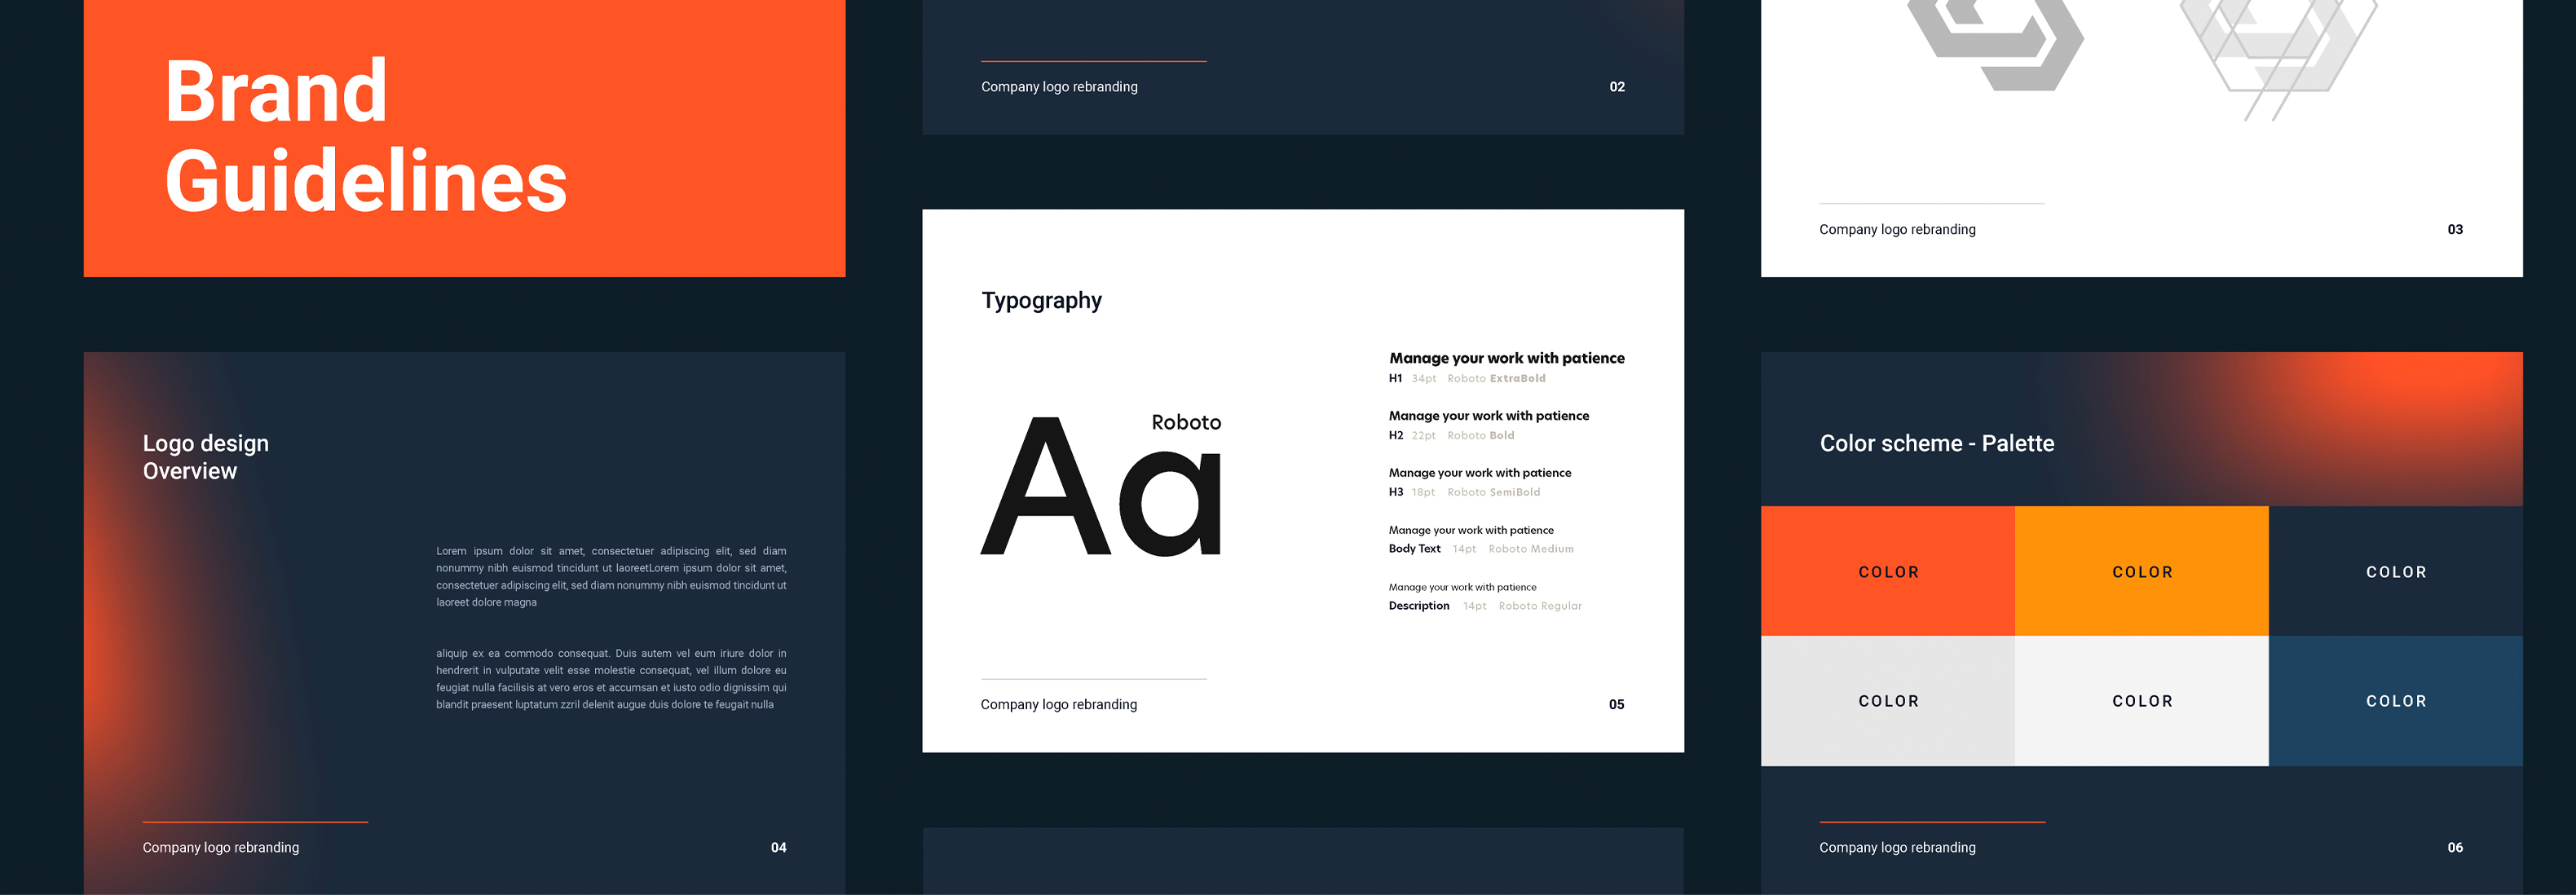 Brand
Guidelines
Company logo rebranding
02
Company logo rebranding
03
Logo design
Overview
Lorem ipsum dolor sit amet, consectetuer adipiscing elit, sed diam
nonummy nibh euismod tincidunt ut laoreetLorem ipsum dolor sit amet,
consectetuer adipiscing elit, sed diam nonummy nibh euismod tincidunt ut
laoreet dolore magna
aliquip ex ea commodo consequat. Duis autem vel eum iriure dolor in
hendrerit in vulputate velit esse molestie consequat, vel illum dolore eu
feugiat nulla facilisis at vero eros et accumsan et iusto odio dignissim qui
blandit praesent luptatum zzril delenit augue duis dolore te feugait nulla
Company logo rebranding
04
Typography
Aa
Roboto
Manage your work with patience
H1 34pt Roboto ExtraBold
Manage your work with patience
H2 22pt Roboto Bold
Manage your work with patience
H3 18pt Roboto SemiBold
Manage your work with patience
Body Text 14pt Roboto Medium
Manage your work with patience
Description 14pt Roboto Regular
Company logo rebranding
05
Color scheme - Palette
COLOR
COLOR
COLOR
COLOR
COLOR
COLOR
Company logo rebranding
06